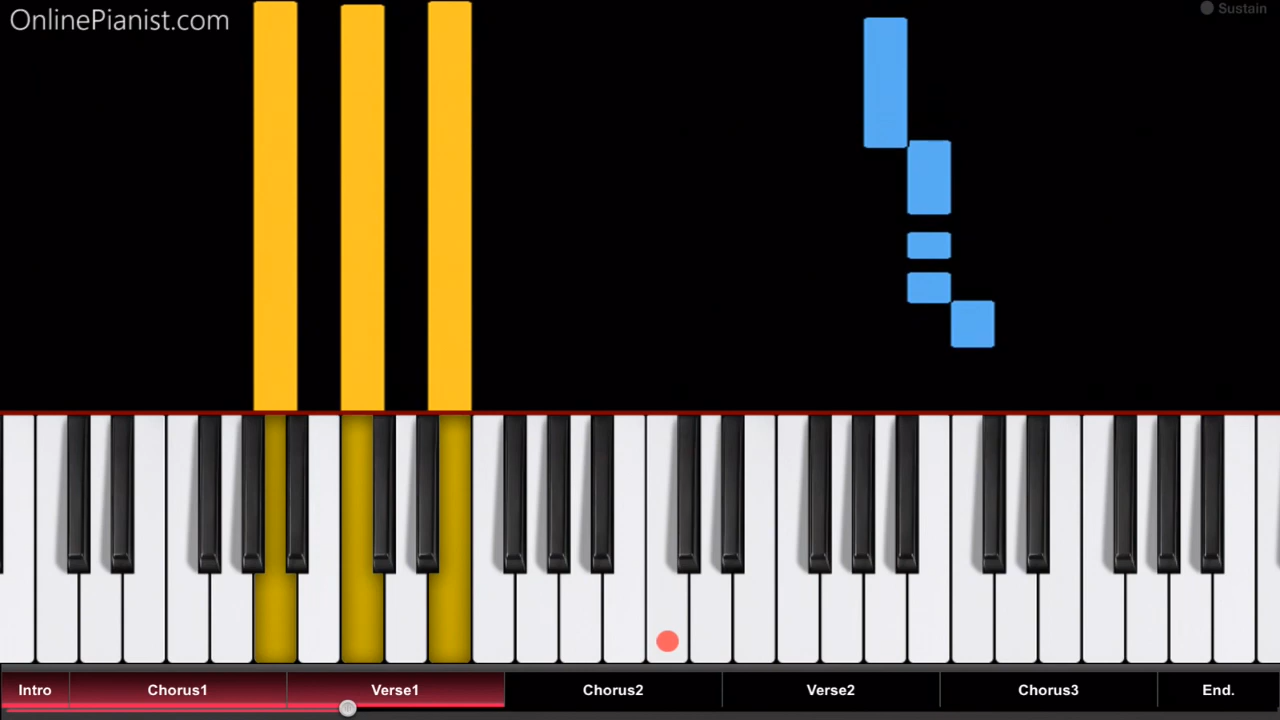 OnlinePianist.com
Sustain
Intro
Chorus1
Verse1
Chorus2
Verse2
Chorus3
End.